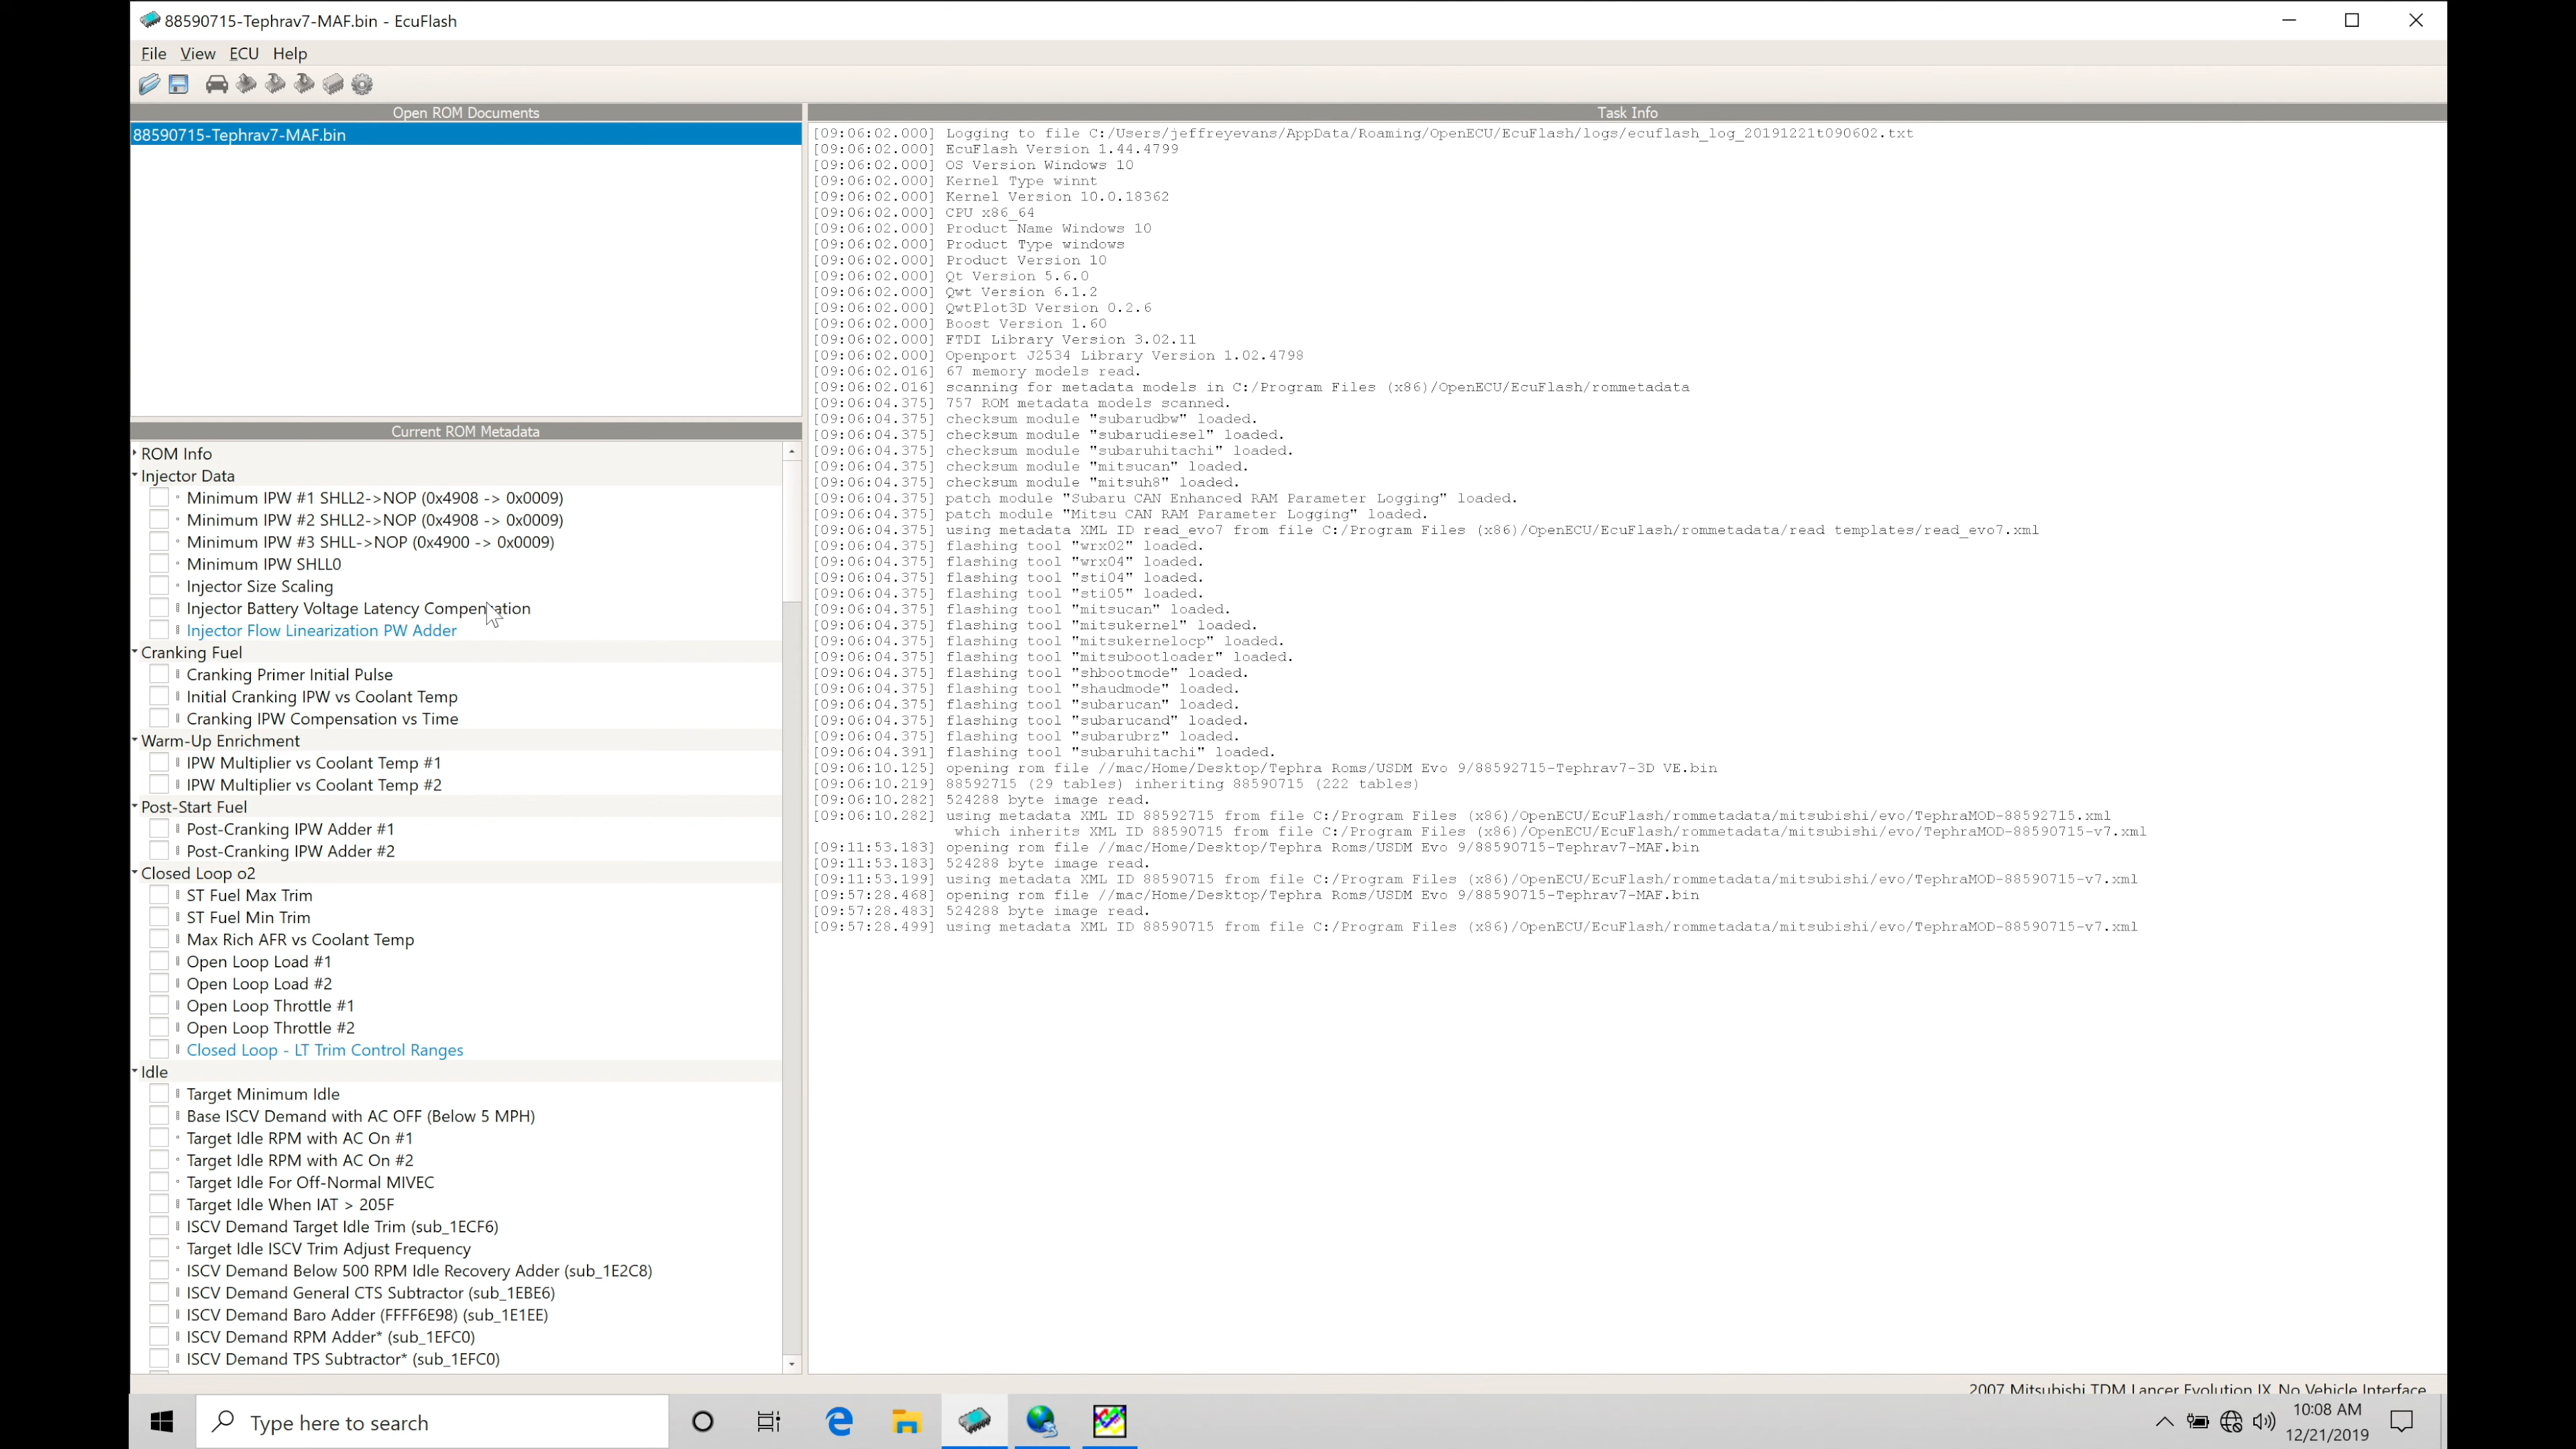 88590715-Tephrav7-MAF.bin - EcuFlash
File View ECU Help
Open ROM Documents
88590715-Tephrav7-MAF.bin
Current ROM Metadata
ROM Info
Injector Data
Minimum IPW #1 SHLL2->NOP (0x4908 -> 0x0009)
Minimum IPW #2 SHLL2->NOP (0x4908 -> 0x0009)
Minimum IPW #3 SHLL->NOP (0x4900 -> 0x0009)
Minimum IPW SHLL0
Injector Size Scaling
Injector Battery Voltage Latency Compensation
Injector Flow Linearization PW Adder
Cranking Fuel
Cranking Primer Initial Pulse
Initial Cranking IPW vs Coolant Temp
Cranking IPW Compensation vs Time
Warm-Up Enrichment
IPW Multiplier vs Coolant Temp #1
IPW Multiplier vs Coolant Temp #2
Post-Start Fuel
Post-Cranking IPW Adder #1
Post-Cranking IPW Adder #2
Closed Loop o2
ST Fuel Max Trim
ST Fuel Min Trim
Max Rich AFR vs Coolant Temp
Open Loop Load #1
Open Loop Load #2
Open Loop Throttle #1
Open Loop Throttle #2
Closed Loop - LT Trim Control Ranges
Idle
Target Minimum Idle
Base ISCV Demand with AC OFF (Below 5 MPH)
Target Idle RPM with AC On #1
Target Idle RPM with AC On #2
Target Idle For Off-Normal MIVEC
Target Idle When IAT > 205F
ISCV Demand Target Idle Trim (sub_1ECF6)
Target Idle ISCV Trim Adjust Frequency
ISCV Demand Below 500 RPM Idle Recovery Adder (sub_1E2C8)
ISCV Demand General CTS Subtractor (sub_1EBE6)
ISCV Demand Baro Adder (FFFF6E98) (sub_1E1EE)
ISCV Demand RPM Adder* (sub_1EFC0)
ISCV Demand TPS Subtractor* (sub_1EFC0)
Task Info
[09:06:02.000] Logging to file C:/Users/jeffreyevans/AppData/Roaming/OpenECU/EcuFlash/logs/ecuflash_log_20191221t090602.txt
[09:06:02.000] EcuFlash Version 1.44.4799
[09:06:02.000] OS Version Windows 10
[09:06:02.000] Kernel Type winnt
[09:06:02.000] Kernel Version 10.0.18362
[09:06:02.000] CPU x86_64
[09:06:02.000] Product Name Windows 10
[09:06:02.000] Product Type windows
[09:06:02.000] Product Version 10
[09:06:02.000] Qt Version 5.6.0
[09:06:02.000] Qwt Version 6.1.2
[09:06:02.000] QwtPlot3D Version 0.2.6
[09:06:02.000] Boost Version 1.60
[09:06:02.000] FTDI Library Version 3.02.11
[09:06:02.000] Openport J2534 Library Version 1.02.4798
[09:06:02.016] 67 memory models read.
[09:06:02.016] scanning for metadata models in C:/Program Files (x86)/OpenECU/EcuFlash/rommetadata
[09:06:04.375] 757 ROM metadata models scanned.
[09:06:04.375] checksum module "subarudbw" loaded.
[09:06:04.375] checksum module "subarudiesel" loaded.
[09:06:04.375] checksum module "subaruhitachi" loaded.
[09:06:04.375] checksum module "mitsucan" loaded.
[09:06:04.375] checksum module "mitsuh8" loaded.
[09:06:04.375] patch module "Subaru CAN Enhanced RAM Parameter Logging" loaded.
[09:06:04.375] patch module "Mitsu CAN RAM Parameter Logging" loaded.
[09:06:04.375] using metadata XML ID read_evo7 from file C:/Program Files (x86)/OpenECU/EcuFlash/rommetadata/read templates/read_evo7.xml
[09:06:04.375] flashing tool "wrx02" loaded.
[09:06:04.375] flashing tool "wrx04" loaded.
[09:06:04.375] flashing tool "sti04" loaded.
[09:06:04.375] flashing tool "sti05" loaded.
[09:06:04.375] flashing tool "mitsucan" loaded.
[09:06:04.375] flashing tool "mitsukernel" loaded.
[09:06:04.375] flashing tool "mitsukernelocp" loaded.
[09:06:04.375] flashing tool "mitsubootloader" loaded.
[09:06:04.375] flashing tool "shbootmode" loaded.
[09:06:04.375] flashing tool "shaudmode" loaded.
[09:06:04.375] flashing tool "subarucan" loaded.
[09:06:04.375] flashing tool "subarucand" loaded.
[09:06:04.375] flashing tool "subarubrz" loaded.
[09:06:04.391] flashing tool "subaruhitachi" loaded.
[09:06:10.125] opening rom file //mac/Home/Desktop/Tephra Roms/USDM Evo 9/88592715-Tephrav7-3D VE.bin
[09:06:10.219] 88592715 (29 tables) inheriting 88590715 (222 tables)
[09:06:10.282] 524288 byte image read.
[09:06:10.282] using metadata XML ID 88592715 from file C:/Program Files (x86)/OpenECU/EcuFlash/rommetadata/mitsubishi/evo/TephraMOD-88592715.xml
which inherits XML ID 88590715 from file C:/Program Files (x86)/OpenECU/EcuFlash/rommetadata/mitsubishi/evo/TephraMOD-88590715-v7.xml
[09:11:53.183] opening rom file //mac/Home/Desktop/Tephra Roms/USDM Evo 9/88590715-Tephrav7-MAF.bin
[09:11:53.183] 524288 byte image read.
[09:11:53.199] using metadata XML ID 88590715 from file C:/Program Files (x86)/OpenECU/EcuFlash/rommetadata/mitsubishi/evo/TephraMOD-88590715-v7.xml
[09:57:28.468] opening rom file //mac/Home/Desktop/Tephra Roms/USDM Evo 9/88590715-Tephrav7-MAF.bin
[09:57:28.483] 524288 byte image read.
[09:57:28.499] using metadata XML ID 88590715 from file C:/Program Files (x86)/OpenECU/EcuFlash/rommetadata/mitsubishi/evo/TephraMOD-88590715-v7.xml
2007 Mitsubishi TDM Lancer Evolution IX No Vehicle Interface
Type here to search
10:08 AM
12/21/2019